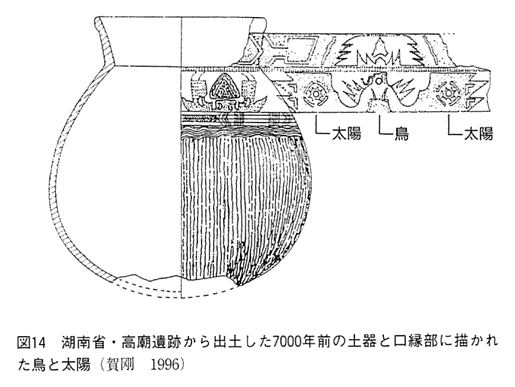 太陽
鳥
太陽
図14　湖南省・高廟遺跡から出土した7000年前の土器と口縁部に描かれ
た鳥と太陽（賀刚　1996）